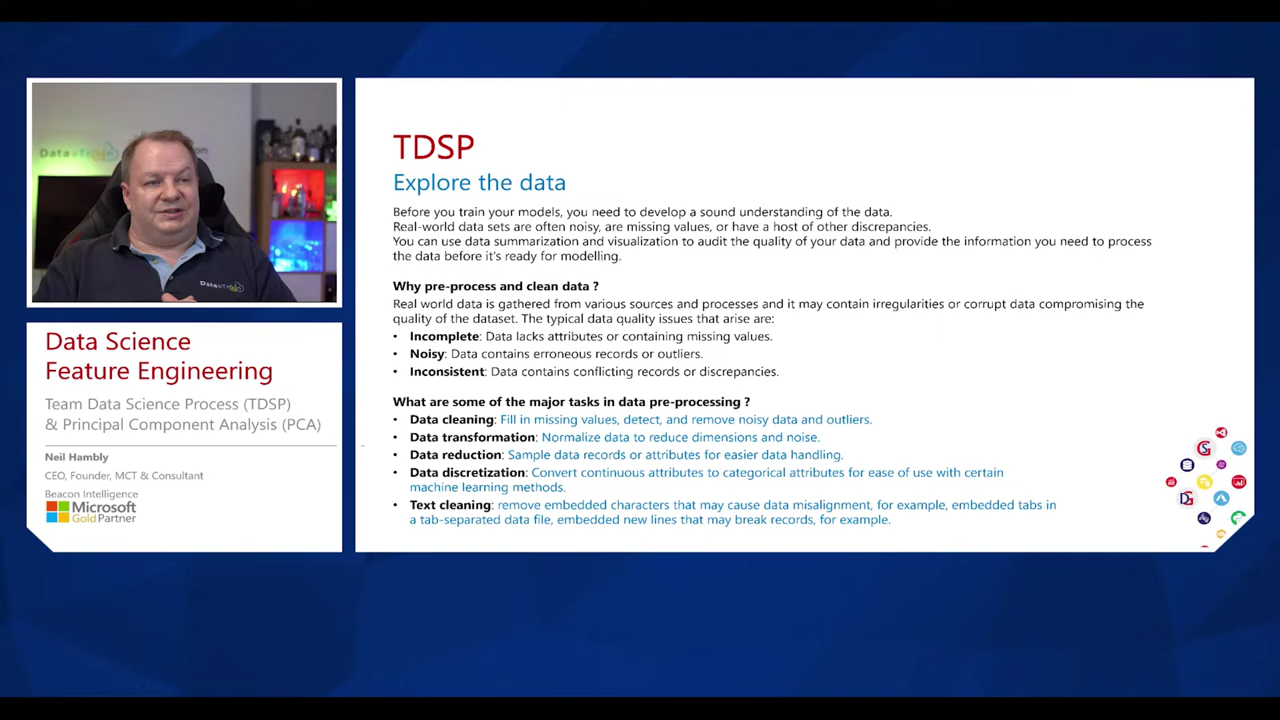 Data Train
Data Train
Data Science
Feature Engineering
Team Data Science Process (TDSP)
& Principal Component Analysis (PCA)
Neil Hambly
CEO, Founder, MCT & Consultant
Beacon Intelligence
Microsoft
Gold Partner
TDSP
Explore the data
Before you train your models, you need to develop a sound understanding of the data.
Real-world data sets are often noisy, are missing values, or have a host of other discrepancies.
You can use data summarization and visualization to audit the quality of your data and provide the information you need to process
the data before it's ready for modelling.
Why pre-process and clean data ?
Real world data is gathered from various sources and processes and it may contain irregularities or corrupt data compromising the
quality of the dataset. The typical data quality issues that arise are:
• Incomplete: Data lacks attributes or containing missing values.
• Noisy: Data contains erroneous records or outliers.
• Inconsistent: Data contains conflicting records or discrepancies.
What are some of the major tasks in data pre-processing ?
• Data cleaning: Fill in missing values, detect, and remove noisy data and outliers.
• Data transformation: Normalize data to reduce dimensions and noise.
• Data reduction: Sample data records or attributes for easier data handling.
• Data discretization: Convert continuous attributes to categorical attributes for ease of use with certain
machine learning methods.
• Text cleaning: remove embedded characters that may cause data misalignment, for example, embedded tabs in
a tab-separated data file, embedded new lines that may break records, for example.